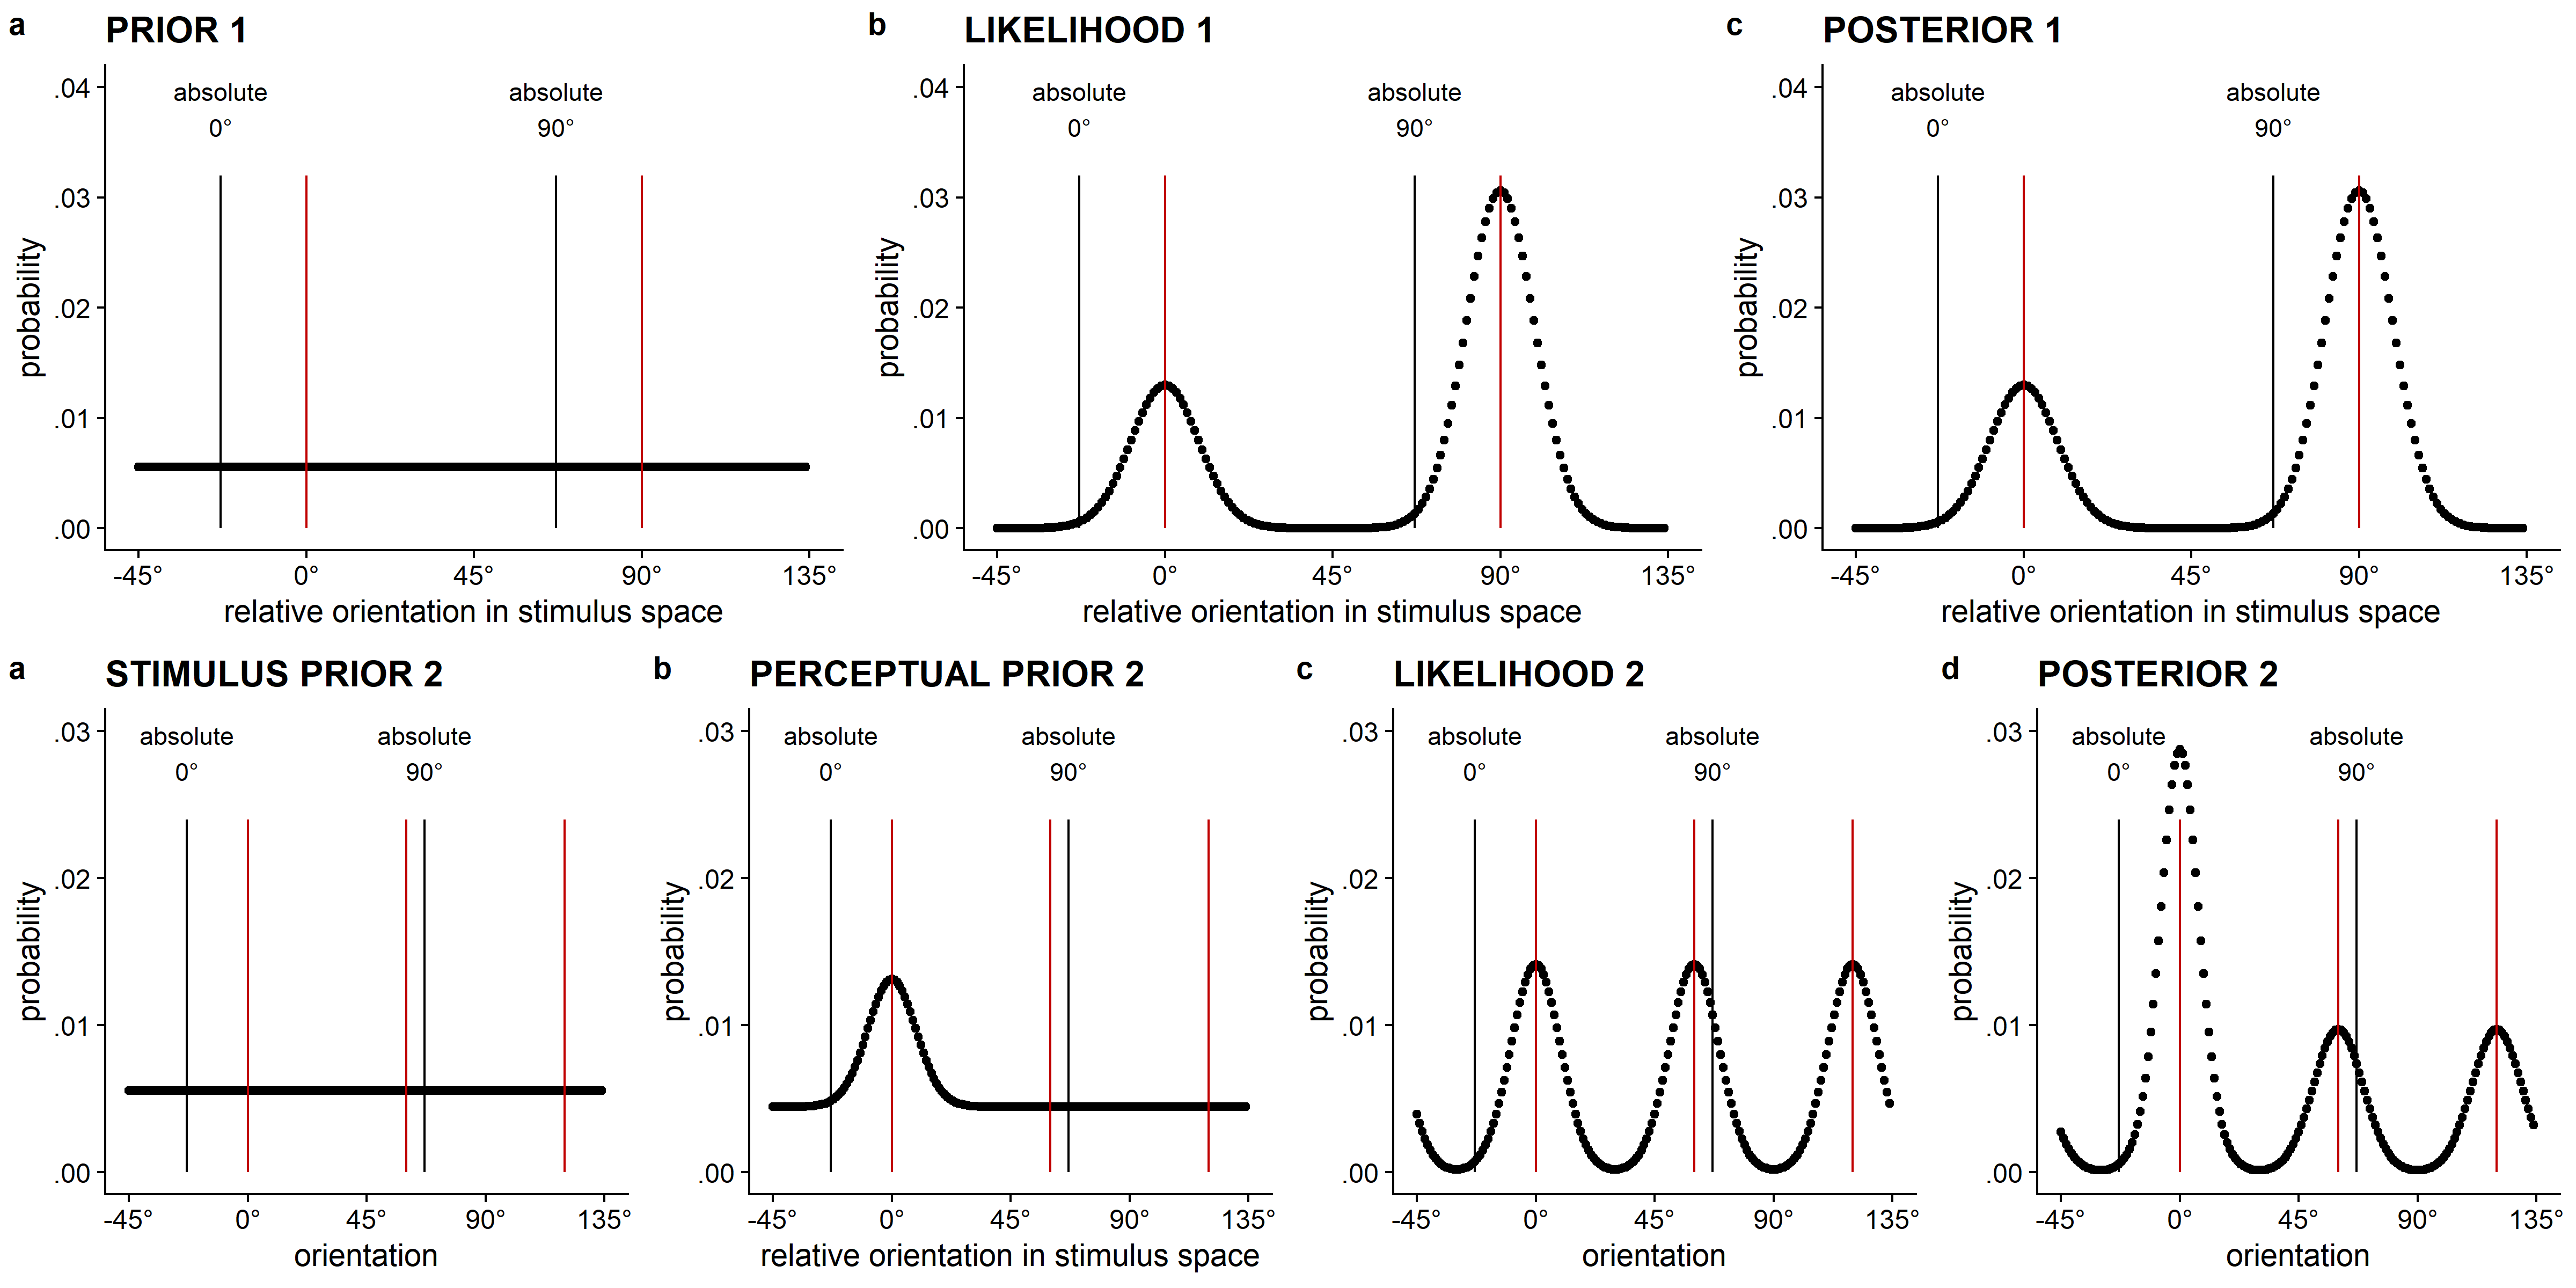 a PRIOR 1
.04
.03
.02
.01
.00
probability
absolute
0°
absolute
90°
-45° 0° 45° 90° 135°
relative orientation in stimulus space
b LIKELIHOOD 1
.04
.03
.02
.01
.00
probability
absolute
0°
absolute
90°
-45° 0° 45° 90° 135°
relative orientation in stimulus space
c POSTERIOR 1
.04
.03
.02
.01
.00
probability
absolute
0°
absolute
90°
-45° 0° 45° 90° 135°
relative orientation in stimulus space
a STIMULUS PRIOR 2
.03
.02
.01
.00
probability
absolute
0°
absolute
90°
-45° 0° 45° 90° 135°
orientation
b PERCEPTUAL PRIOR 2
.03
.02
.01
.00
probability
absolute
0°
absolute
90°
-45° 0° 45° 90° 135°
relative orientation in stimulus space
c LIKELIHOOD 2
.03
.02
.01
.00
probability
absolute
0°
absolute
90°
-45° 0° 45° 90° 135°
orientation
d POSTERIOR 2
.03
.02
.01
.00
probability
absolute
0°
absolute
90°
-45° 0° 45° 90° 135°
orientation